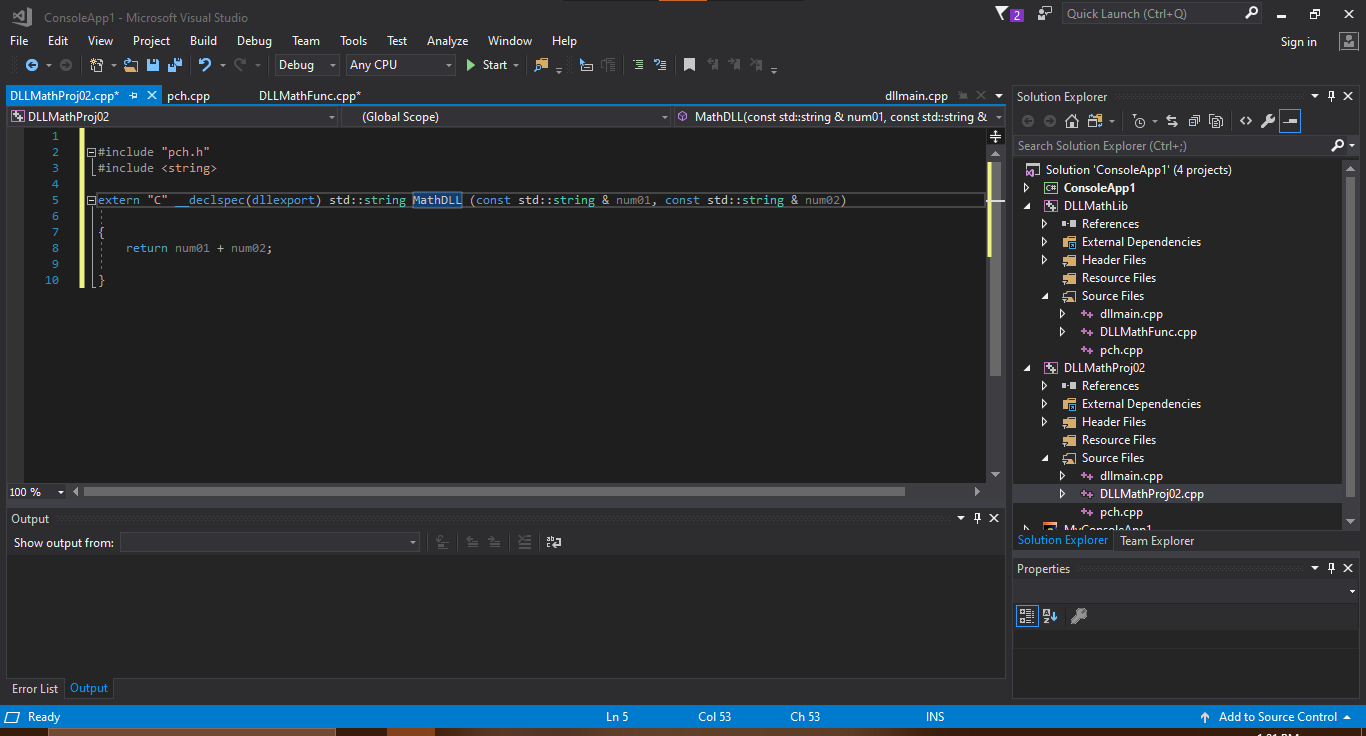 ConsoleApp1 - Microsoft Visual Studio
2
Quick Launch (Ctrl+Q)
File Edit View Project Build Debug Team Tools Test Analyze Window Help
Sign in
Debug Any CPU Start
DLLMathProj02.cpp* pch.cpp DLLMathFunc.cpp* dllmain.cpp
DLLMathProj02 (Global Scope) MathDLL(const std::string & num01, const std::string &
1
2 #include "pch.h"
3 #include <string>
4
5 extern "C" __declspec(dllexport) std::string MathDLL (const std::string & num01, const std::string & num02)
6
7 {
8 return num01 + num02;
9
10 }
100 %
Output
Show output from:
Error List Output
Solution Explorer
Search Solution Explorer (Ctrl+;)
Solution 'ConsoleApp1' (4 projects)
C# ConsoleApp1
DLLMathLib
References
External Dependencies
Header Files
Resource Files
Source Files
dllmain.cpp
DLLMathFunc.cpp
pch.cpp
DLLMathProj02
References
External Dependencies
Header Files
Resource Files
Source Files
dllmain.cpp
DLLMathProj02.cpp
pch.cpp
MyConsoleApp1
Solution Explorer Team Explorer
Properties
Ready Ln 5 Col 53 Ch 53 INS Add to Source Control